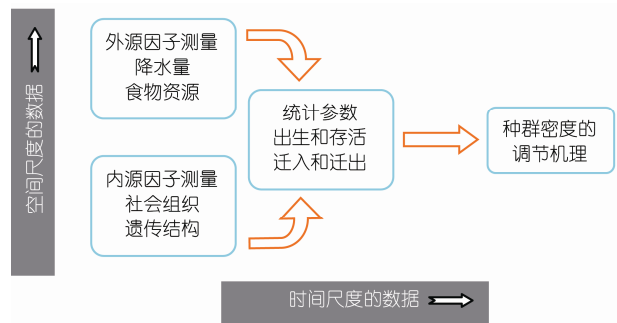 空间尺度的数据
外源因子测量
降水量
食物资源
内源因子测量
社会组织
遗传结构
统计参数
出生和存活
迁入和迁出
种群密度的
调节机理
时间尺度的数据